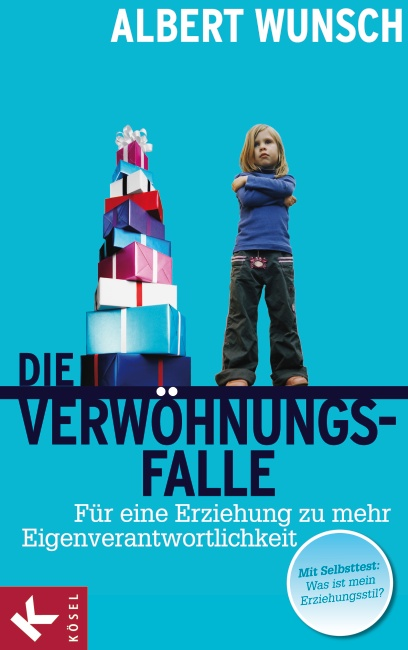 ALBERT WUNSCH
DIE
VERWÖHNUNGS-
FALLE
Für eine Erziehung zu mehr
Eigenverantwortlichkeit
Mit Selbsttest:
Was ist mein
Erziehungsstil?
K
KÖSEL